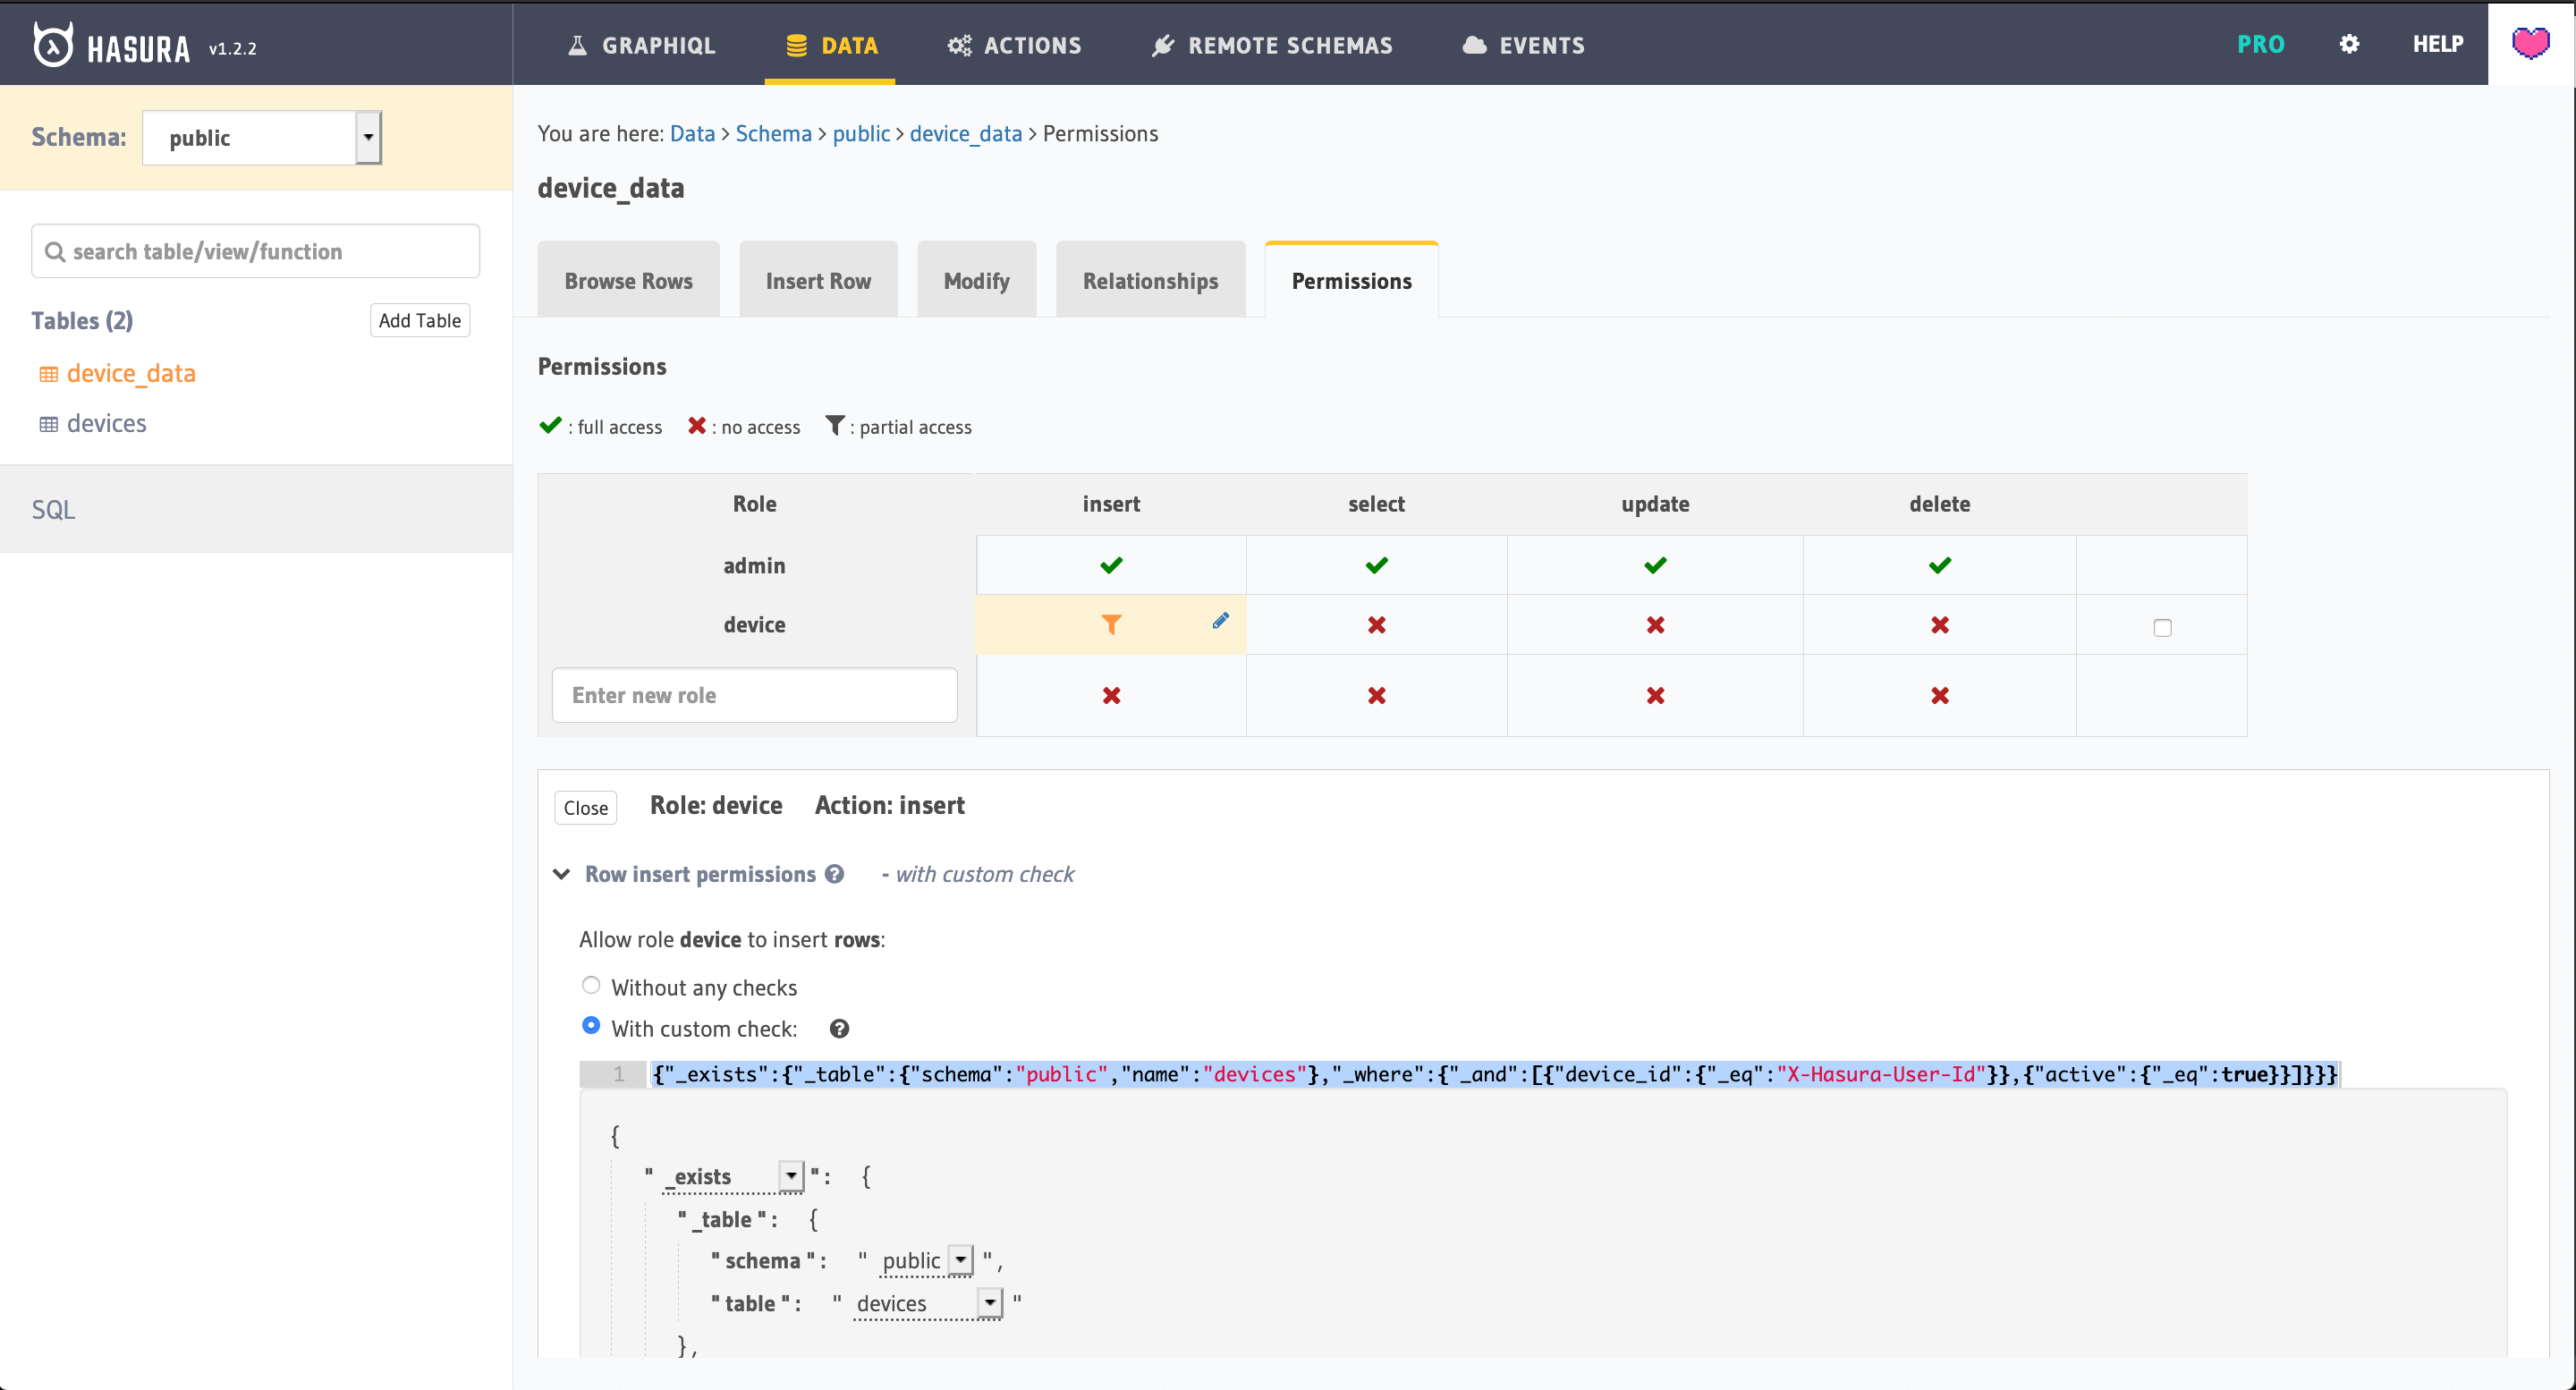 HASURA v1.2.2
GRAPHIQL DATA ACTIONS REMOTE SCHEMAS EVENTS PRO HELP
Schema: public
search table/view/function
Tables (2) Add Table
device_data
devices
SQL
You are here: Data > Schema > public > device_data > Permissions
device_data
Browse Rows Insert Row Modify Relationships Permissions
Permissions
: full access : no access : partial access
Role insert select update delete
admin
device
Enter new role
Close Role: device Action: insert
Row insert permissions - with custom check
Allow role device to insert rows:
Without any checks
With custom check:
1 {"_exists":{"_table":{"schema":"public","name":"devices"},"_where":{"_and":[{"device_id":{"_eq":"X-Hasura-User-Id"}},{"active":{"_eq":true}}]}}}
{
" _exists ": {
" _table ": {
" schema ": " public ",
" table ": " devices "
},